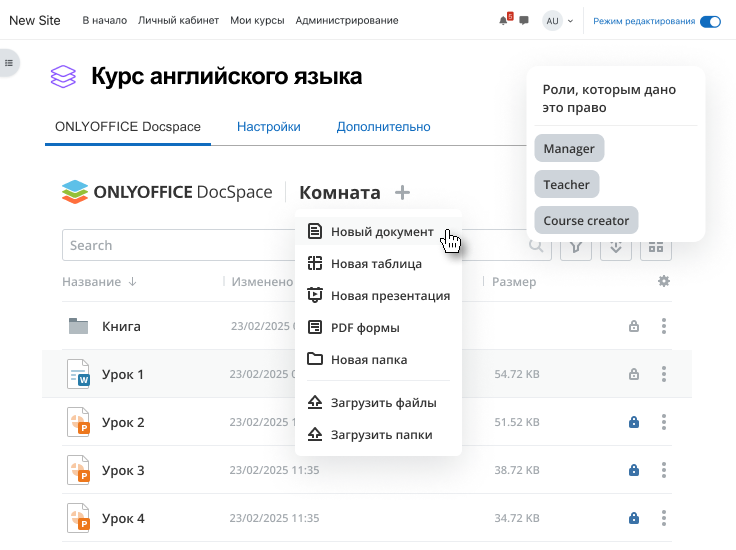 New Site
В начало
Личный кабинет
Мои курсы
Администрирование
5
AU
Режим редактирования
Курс английского языка
Роли, которым дано
это право
Manager
Teacher
Course creator
ONLYOFFICE Docspace
Настройки
Дополнительно
ONLYOFFICE DocSpace
Комната
Новый документ
Новая таблица
Новая презентация
PDF формы
Новая папка
Загрузить файлы
Загрузить папки
Search
Название
Изменено
Размер
Книга
23/02/2025
Урок 1
23/02/2025
54.72 KB
W
Урок 2
23/02/2025
51.52 KB
P
Урок 3
23/02/2025 11:35
38.72 KB
P
Урок 4
23/02/2025 11:35
34.72 KB
P